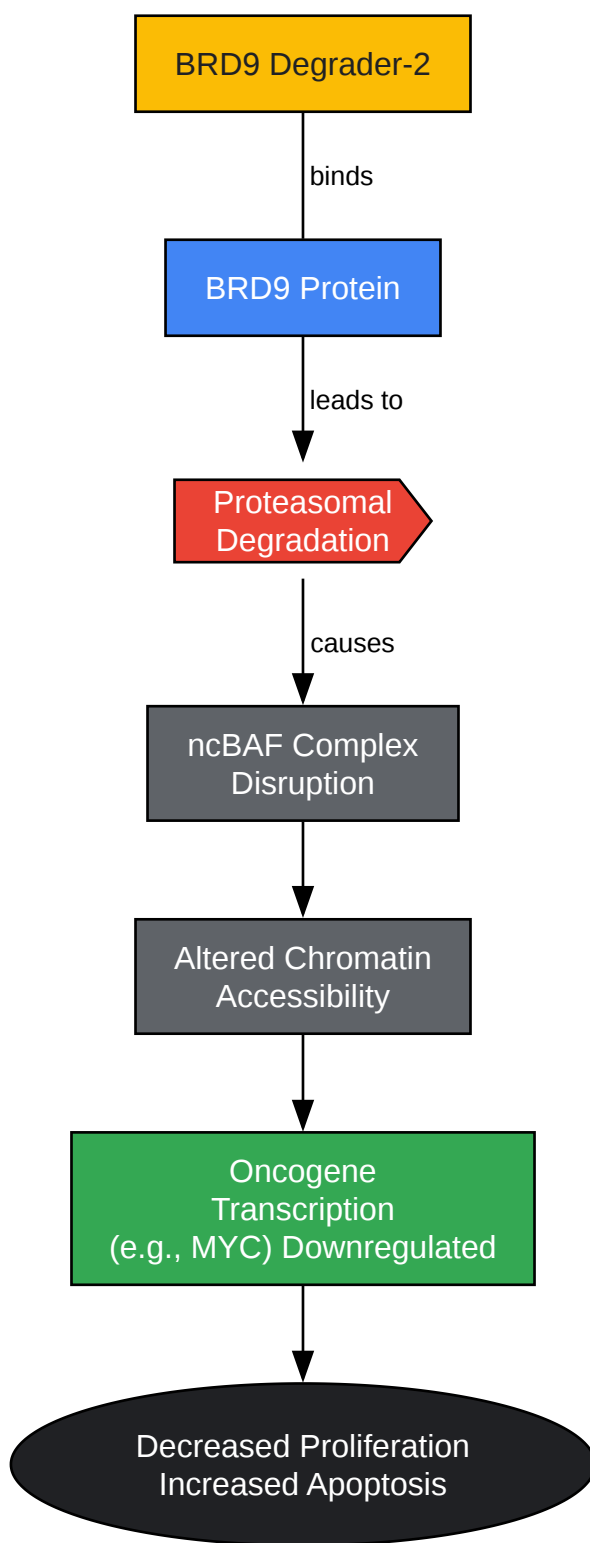 BRD9 Degrader-2
binds
BRD9 Protein
leads to
Proteasomal
Degradation
causes
ncBAF Complex
Disruption
Altered Chromatin
Accessibility
Oncogene
Transcription
(e.g., MYC) Downregulated
Decreased Proliferation
Increased Apoptosis